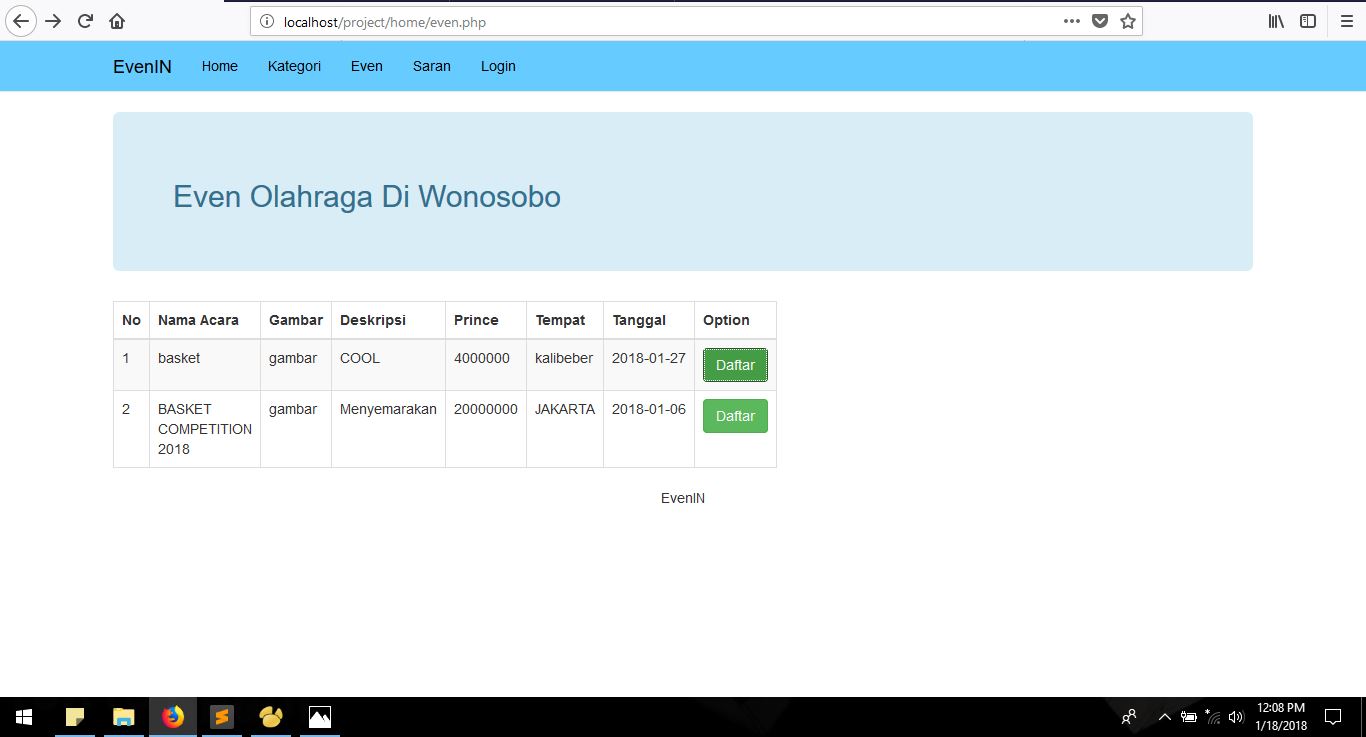 localhost/project/home/even.php
EvenIN Home Kategori Even Saran Login
Even Olahraga Di Wonosobo
No Nama Acara Gambar Deskripsi Prince Tempat Tanggal Option
1 basket gambar COOL 4000000 kalibeber 2018-01-27 Daftar
2 BASKET gambar Menyemarakan 20000000 JAKARTA 2018-01-06 Daftar
COMPETITION
2018
EvenIN
12:08 PM
1/18/2018